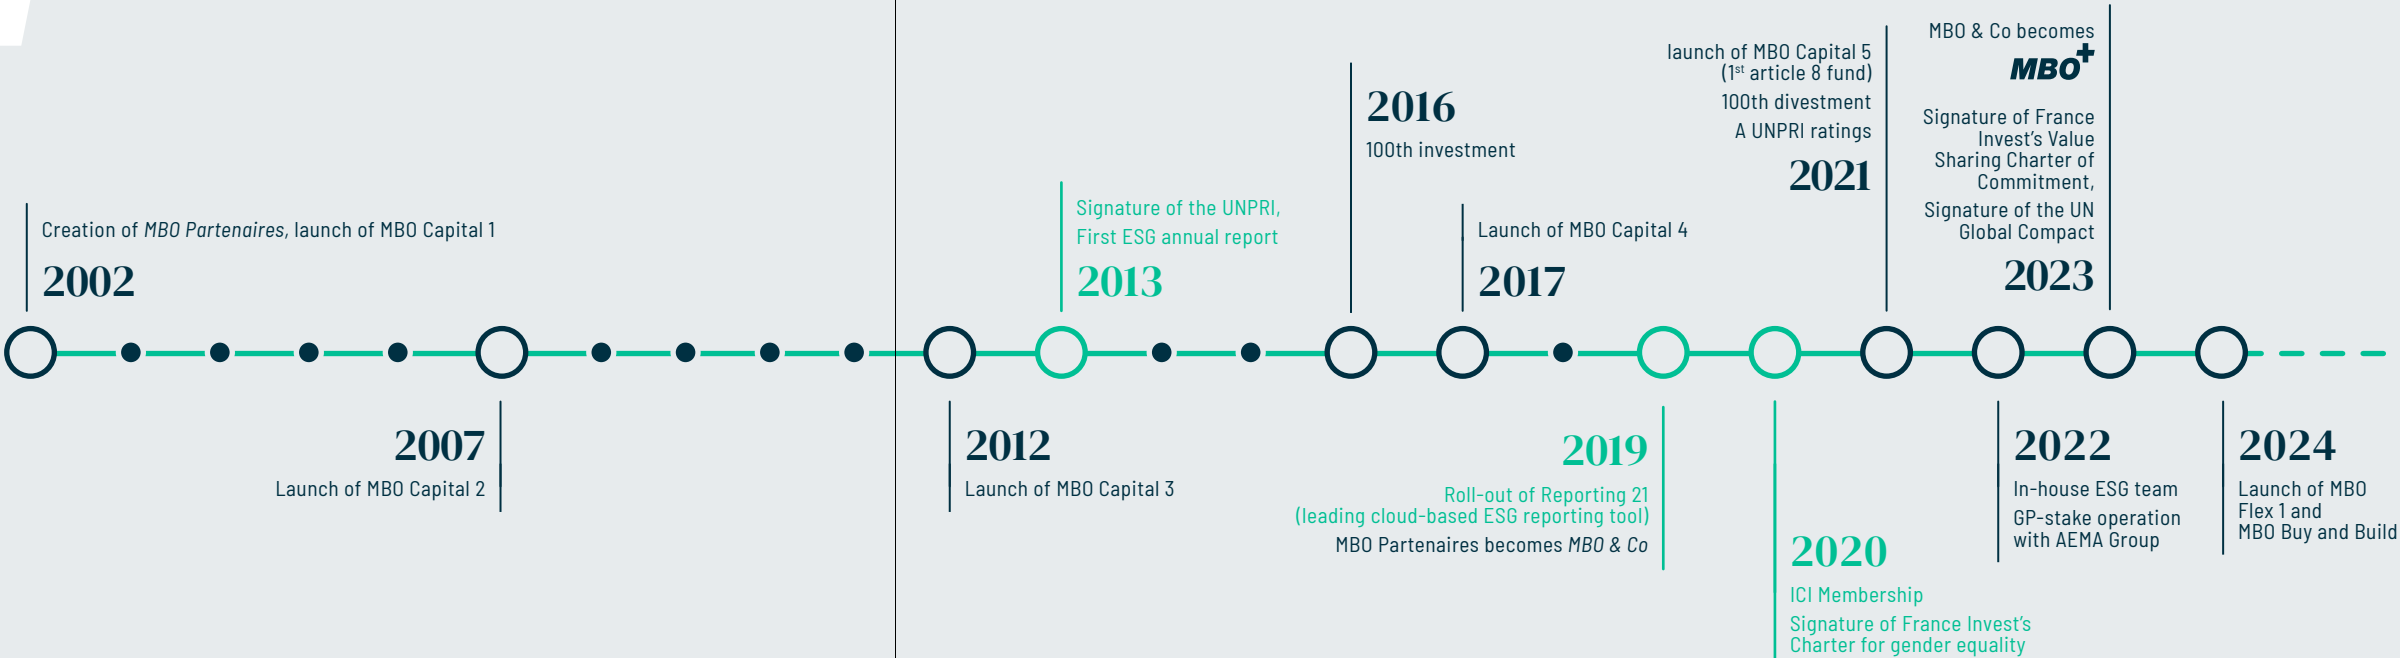 Creation of MBO Partenaires, launch of MBO Capital 1
2002
2007
Launch of MBO Capital 2
2012
Launch of MBO Capital 3
Signature of the UNPRI,
First ESG annual report
2013
2016
100th investment
Launch of MBO Capital 4
2017
2019
Roll-out of Reporting 21
(leading cloud-based ESG reporting tool)
MBO Partenaires becomes MBO & Co
2020
ICI Membership
Signature of France Invest’s
Charter for gender equality
launch of MBO Capital 5
(1st article 8 fund)
100th divestment
A UNPRI ratings
2021
2022
In-house ESG team
GP-stake operation
with AEMA Group
MBO & Co becomes
MBO+
Signature of France
Invest’s Value
Sharing Charter of
Commitment,
Signature of the UN
Global Compact
2023
2024
Launch of MBO
Flex 1 and
MBO Buy and Build